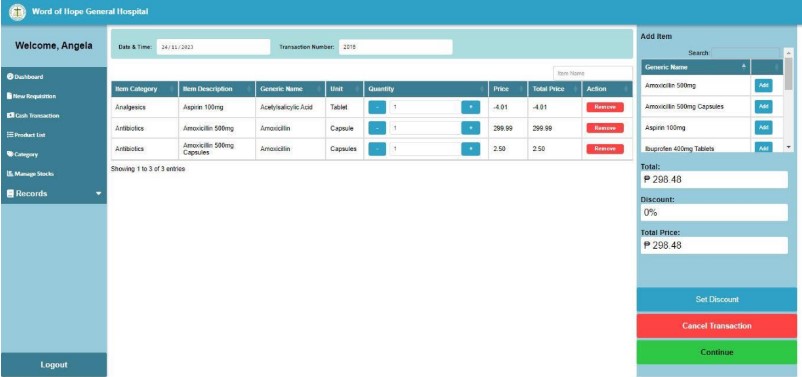 Word of Hope General Hospital
Welcome, Angela
Dashboard
New Requisition
Cash Transaction
Product List
Category
Manage Stocks
Records
Logout
Date & Time: 24/11/2023 Transaction Number: 2016
Item Name
Item Category Item Description Generic Name Unit Quantity Price Total Price Action
Analgesics Aspirin 100mg Acetylsalicylic Acid Tablet - 1 + -4.01 -4.01 Remove
Antibiotics Amoxicillin 500mg Amoxicillin Capsule - 1 + 299.99 299.99 Remove
Antibiotics Amoxicillin 500mg Capsules Amoxicillin Capsules - 1 + 2.50 2.50 Remove
Showing 1 to 3 of 3 entries
Add Item
Search:
Generic Name
Amoxicillin 500mg Add
Amoxicillin 500mg Capsules Add
Aspirin 100mg Add
Ibuprofen 400mg Tablets Add
Total:
₱ 298.48
Discount:
0%
Total Price:
₱ 298.48
Set Discount
Cancel Transaction
Continue